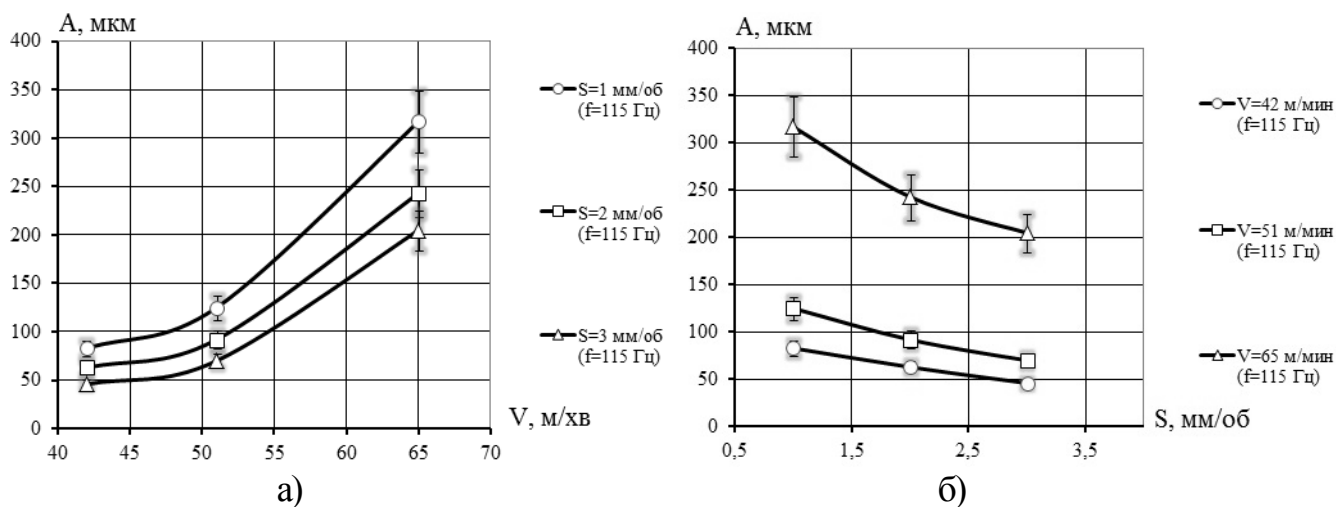 А, мкм
400
350
300
250
200
150
100
50
0
40 45 50 55 60 65 70
V, м/хв
S=1 мм/об
(f=115 Гц)
S=2 мм/об
(f=115 Гц)
S=3 мм/об
(f=115 Гц)
а)
А, мкм
400
350
300
250
200
150
100
50
0
0,5 1,5 2,5 3,5
S, мм/об
V=42 м/мин
(f=115 Гц)
V=51 м/мин
(f=115 Гц)
V=65 м/мин
(f=115 Гц)
б)